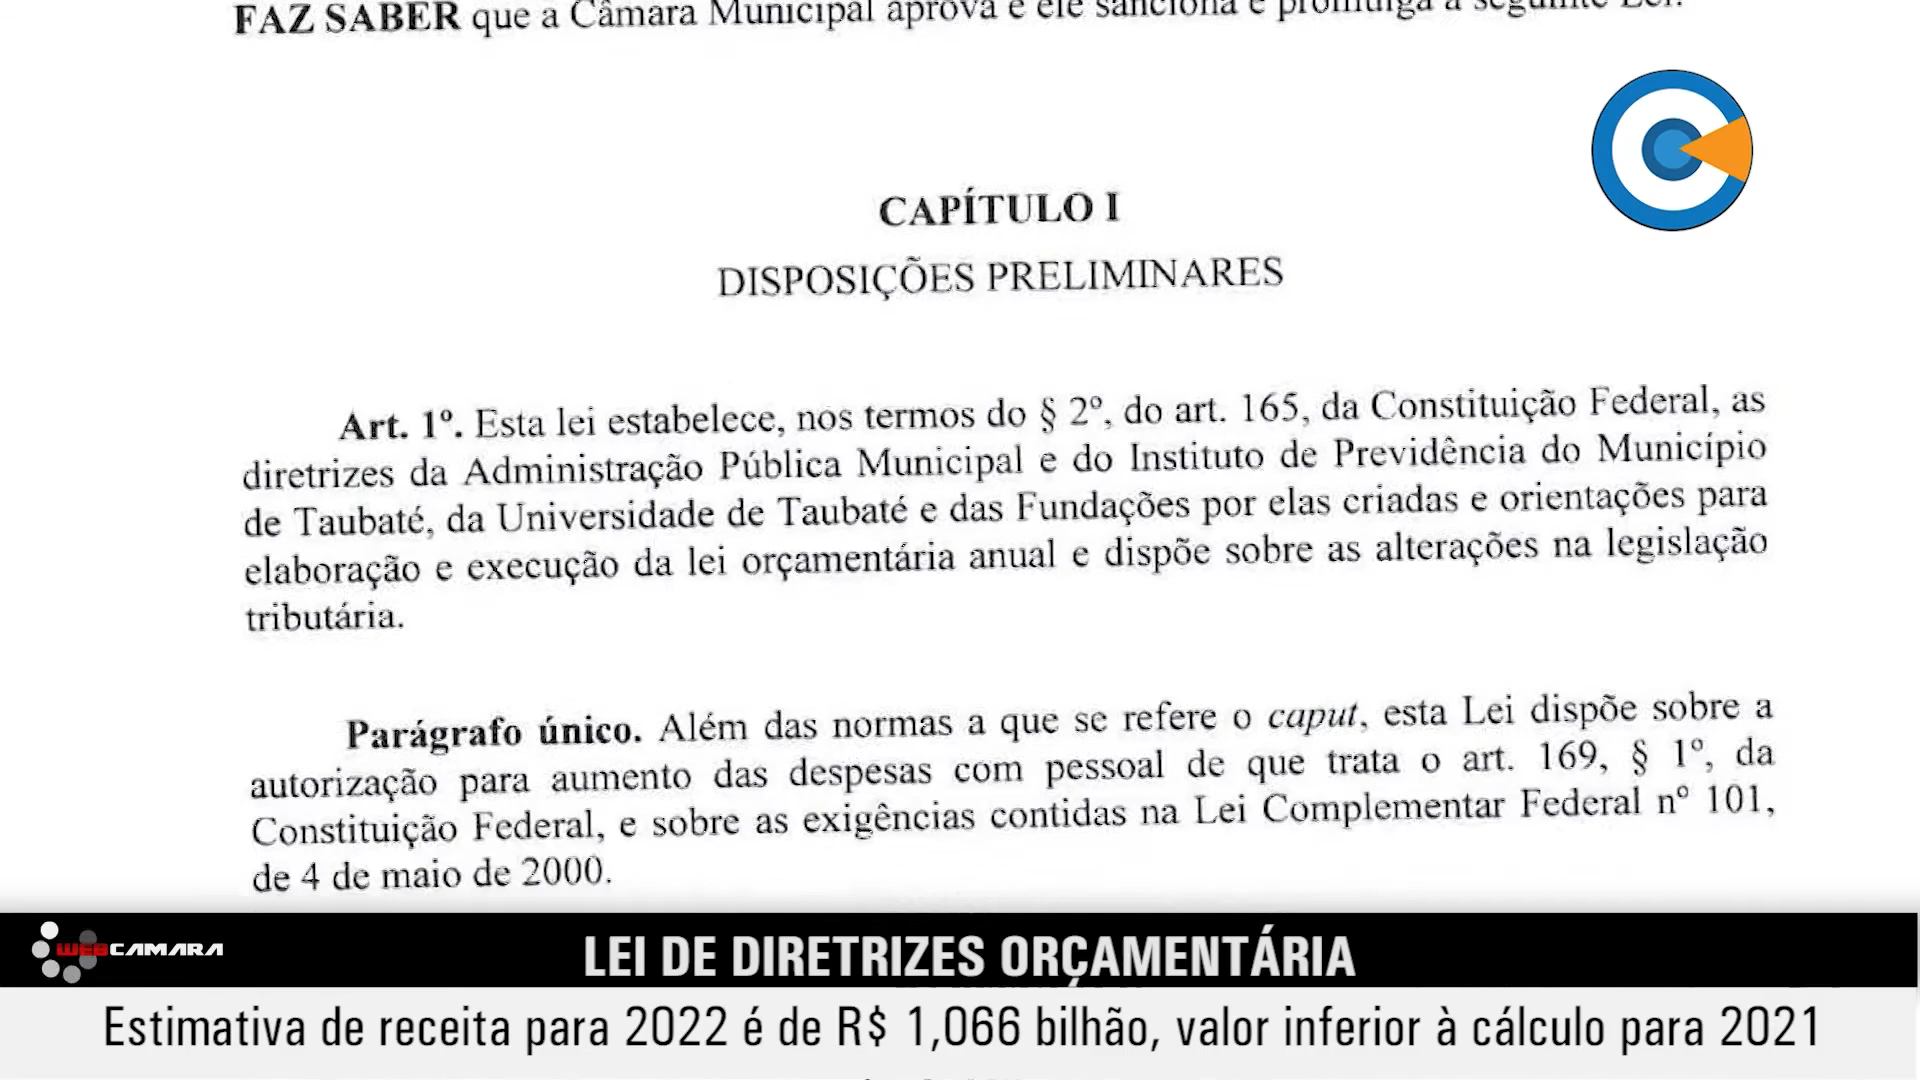 FAZ SABER que a Câmara Municipal aprova e ele sanciona e promulga a seguinte Lei:
CAPÍTULO I
DISPOSIÇÕES PRELIMINARES
Art. 1º. Esta lei estabelece, nos termos do § 2º, do art. 165, da Constituição Federal, as
diretrizes da Administração Pública Municipal e do Instituto de Previdência do Município
de Taubaté, da Universidade de Taubaté e das Fundações por elas criadas e orientações para
elaboração e execução da lei orçamentária anual e dispõe sobre as alterações na legislação
tributária.
Parágrafo único. Além das normas a que se refere o caput, esta Lei dispõe sobre a
autorização para aumento das despesas com pessoal de que trata o art. 169, § 1º, da
Constituição Federal, e sobre as exigências contidas na Lei Complementar Federal nº 101,
de 4 de maio de 2000.
WEBCAMARA
LEI DE DIRETRIZES ORÇAMENTÁRIA
Estimativa de receita para 2022 é de R$ 1,066 bilhão, valor inferior à cálculo para 2021